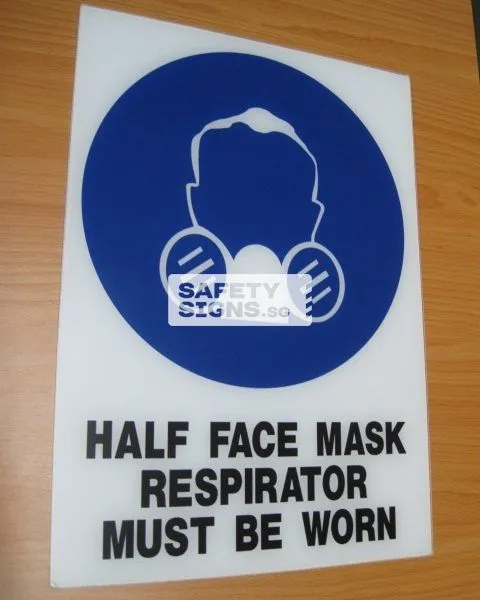 SAFETY
SIGNS.SG
HALF FACE MASK
RESPIRATOR
MUST BE WORN